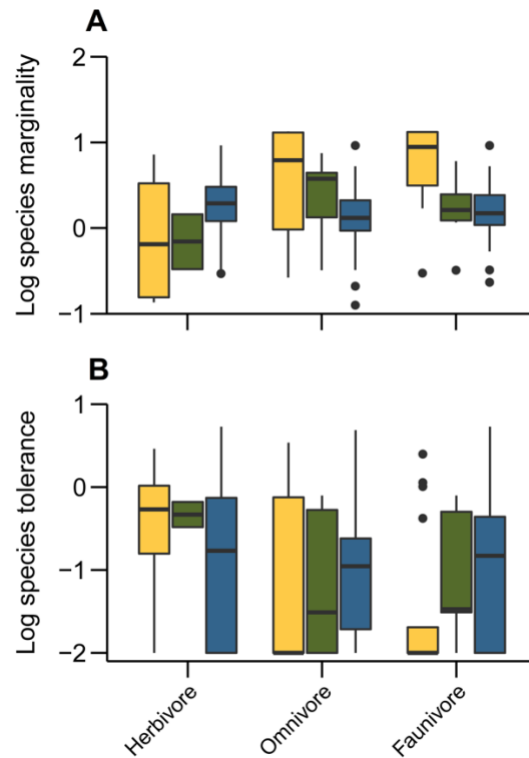 A
Log species marginality
2
1
0
−1
B
Log species tolerance
1
0
−1
−2
Herbivore
Omnivore
Faunivore